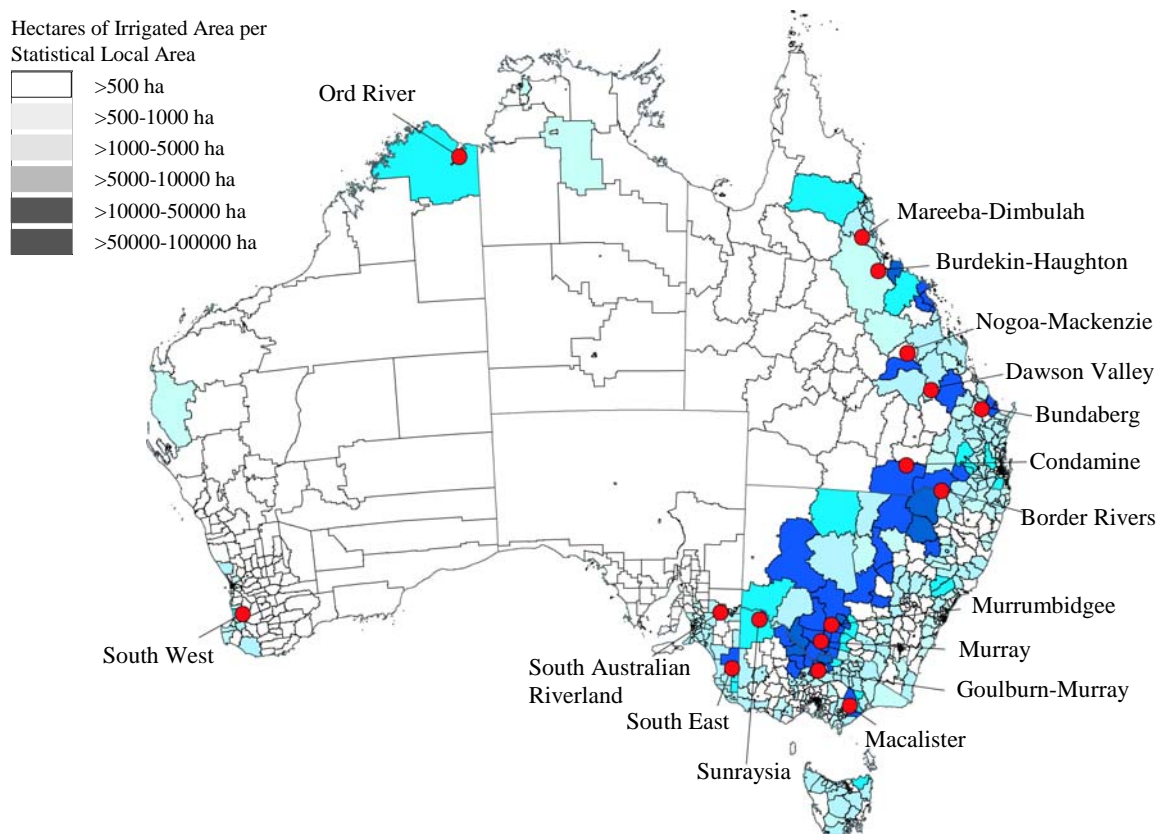 Hectares of Irrigated Area per
Statistical Local Area
>500 ha
>500-1000 ha
>1000-5000 ha
>5000-10000 ha
>10000-50000 ha
>50000-100000 ha
Ord River
Mareeba-Dimbulah
Burdekin-Haughton
Nogoa-Mackenzie
Dawson Valley
Bundaberg
Condamine
Border Rivers
Murrumbidgee
Murray
Goulburn-Murray
Macalister
Sunraysia
South East
South Australian
Riverland
South West